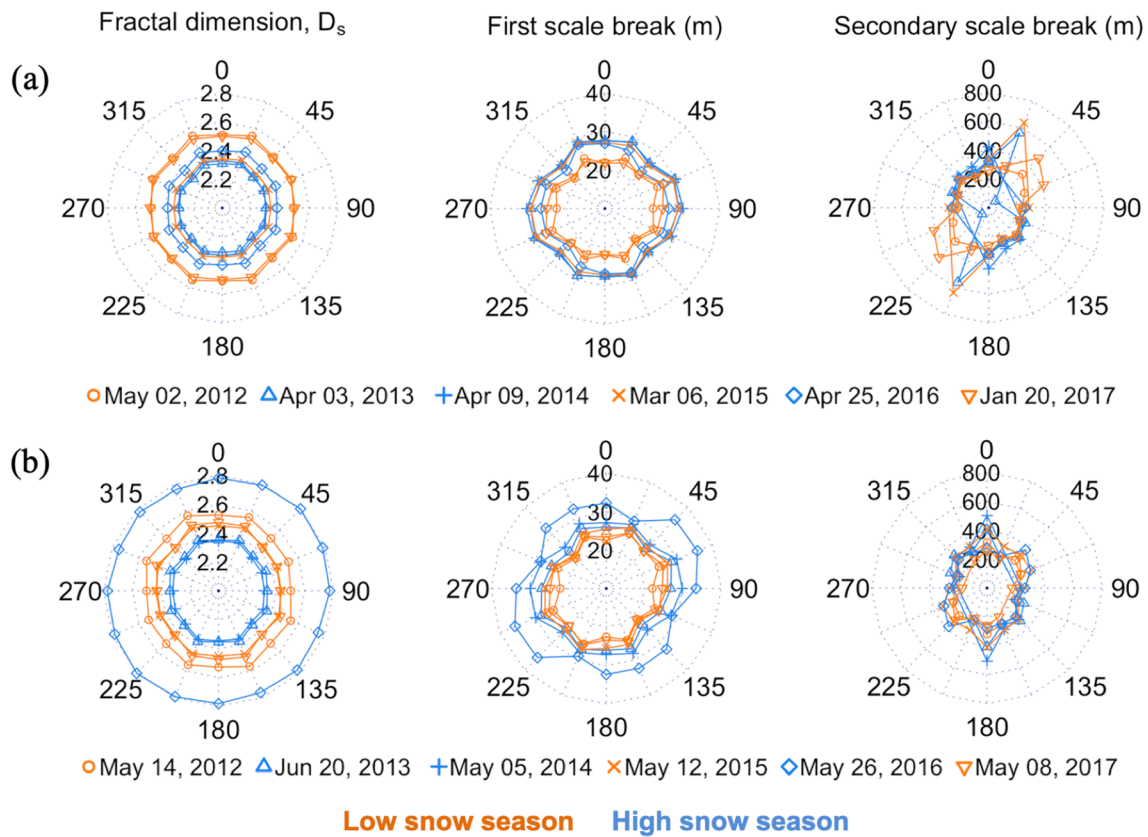 Fractal dimension, Ds First scale break (m) Secondary scale break (m)
(a)
0 0 0
315 2.8 45 315 40 45 315 800 45
2.6 30 600
2.4 20 400
2.2 200
270 90 270 90 270 90
225 135 225 135 225 135
180 180 180
May 02, 2012 Apr 03, 2013 Apr 09, 2014 Mar 06, 2015 Apr 25, 2016 Jan 20, 2017
(b)
0 0 0
315 2.8 45 315 40 45 315 800 45
2.6 30 600
2.4 20 400
2.2 200
270 90 270 90 270 90
225 135 225 135 225 135
180 180 180
May 14, 2012 Jun 20, 2013 May 05, 2014 May 12, 2015 May 26, 2016 May 08, 2017
Low snow season High snow season